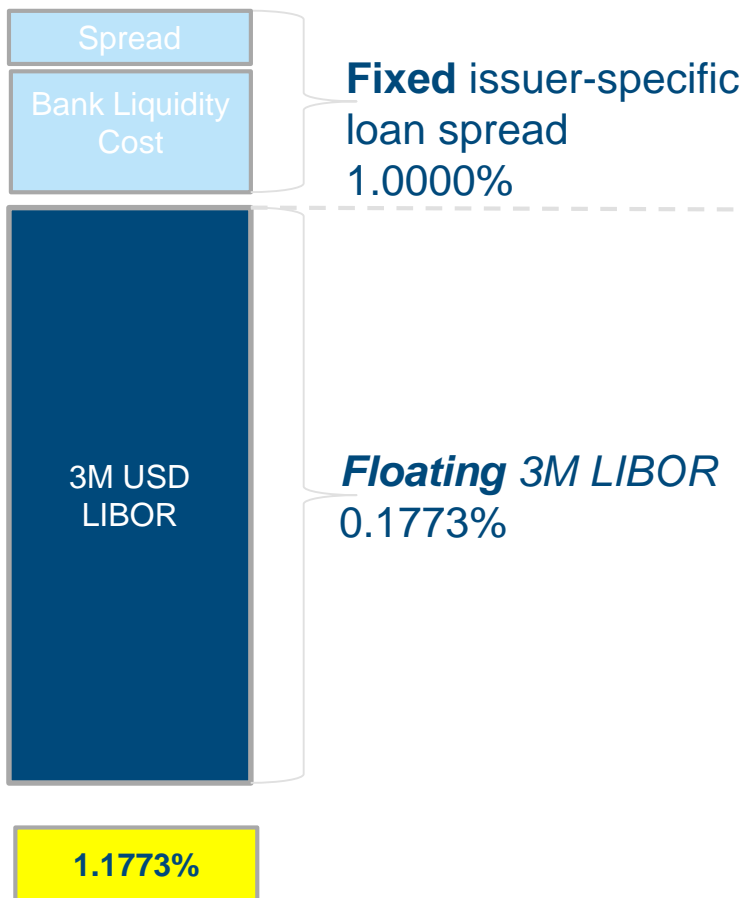 Spread
Bank Liquidity
Cost
Fixed issuer-specific
loan spread
1.0000%
3M USD
LIBOR
Floating 3M LIBOR
0.1773%
1.1773%